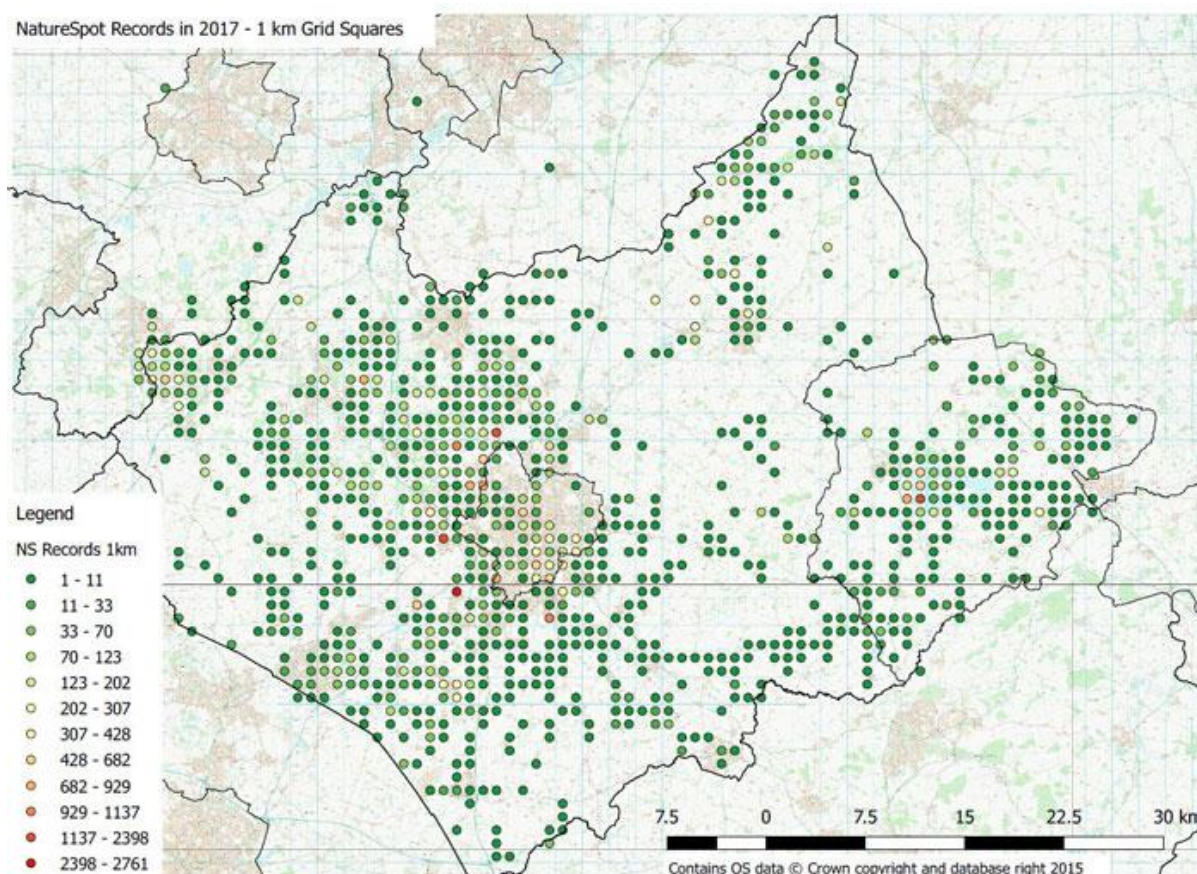 NatureSpot Records in 2017 - 1 km Grid Squares
Legend
NS Records 1km
1 - 11
11 - 33
33 - 70
70 - 123
123 - 202
202 - 307
307 - 428
428 - 682
682 - 929
929 - 1137
1137 - 2398
2398 - 2761
7.5 0 7.5 15 22.5 30 km
Contains OS data © Crown copyright and database right 2015